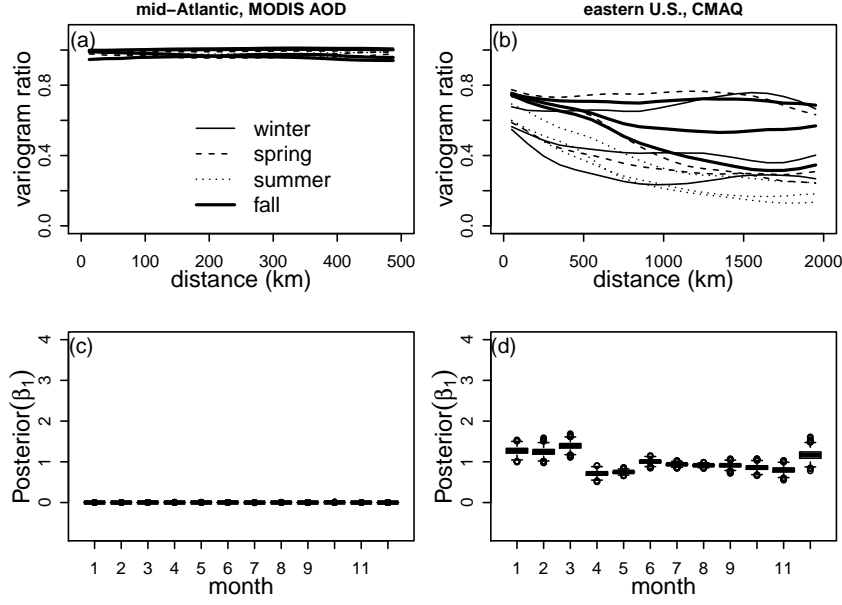 mid−Atlantic, MODIS AOD
(a)
variogram ratio
0.0 0.4 0.8
winter
spring
summer
fall
0 100 200 300 400 500
distance (km)
eastern U.S., CMAQ
(b)
variogram ratio
0.0 0.4 0.8
0 500 1000 1500 2000
distance (km)
(c)
Posterior(β₁)
0 1 2 3 4
1 2 3 4 5 6 7 8 9 11
month
(d)
Posterior(β₁)
0 1 2 3 4
1 2 3 4 5 6 7 8 9 11
month